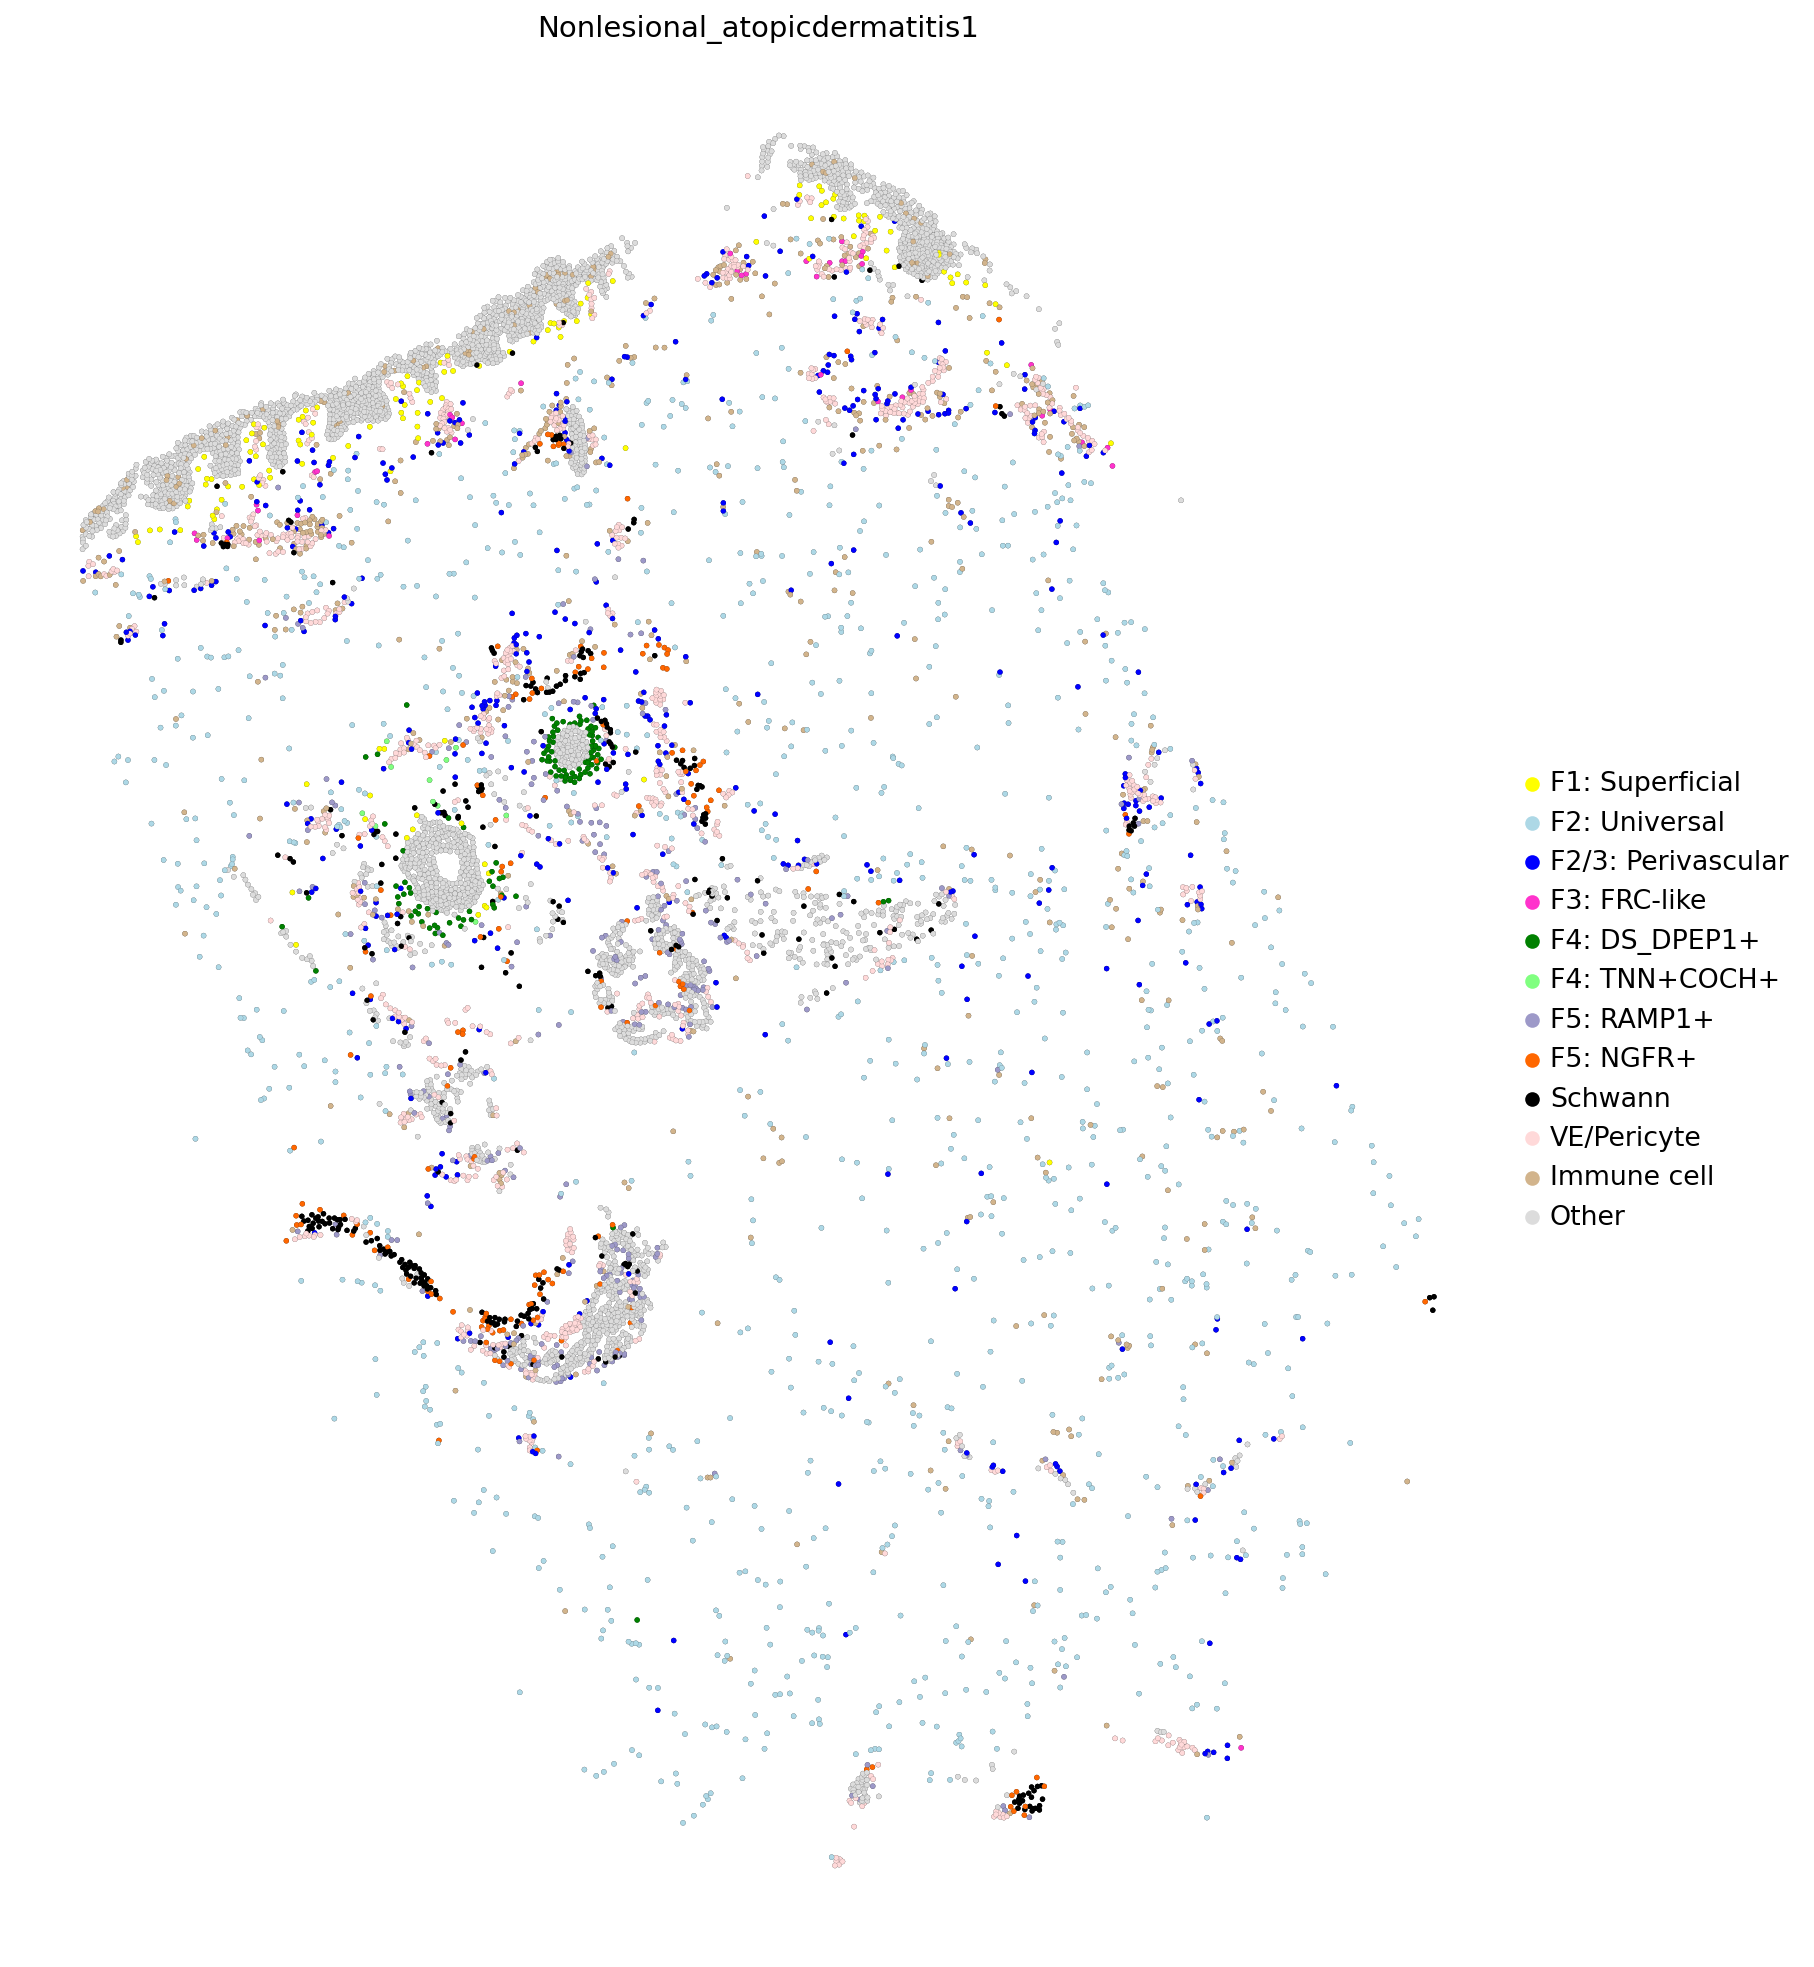 Nonlesional_atopicdermatitis1
F1: Superficial
F2: Universal
F2/3: Perivascular
F3: FRC-like
F4: DS_DPEP1+
F4: TNN+COCH+
F5: RAMP1+
F5: NGFR+
Schwann
VE/Pericyte
Immune cell
Other